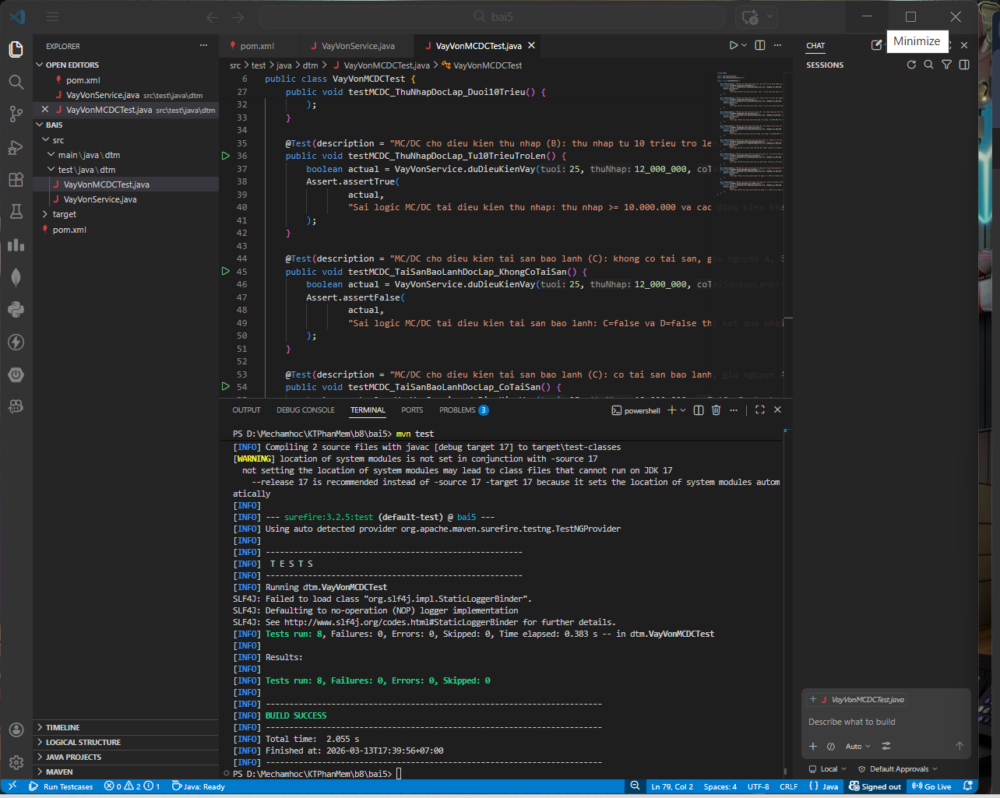 bai5
Minimize
EXPLORER
OPEN EDITORS
pom.xml
VayVonService.java src\test\java\dtm
VayVonMCDCTest.java src\test\java\dtm
BAI5
src
main\java\dtm
test\java\dtm
VayVonMCDCTest.java
VayVonService.java
target
pom.xml
TIMELINE
LOGICAL STRUCTURE
JAVA PROJECTS
MAVEN
pom.xml
VayVonService.java
VayVonMCDCTest.java
src > test > java > dtm > VayVonMCDCTest.java > VayVonMCDCTest
6 public class VayVonMCDCTest {
27 public void testMCDC_ThuNhapDocLap_Duoi10Trieu() {
32 );
33 }
34
35 @Test(description = "MC/DC cho dieu kien thu nhap (B): thu nhap tu 10 trieu tro len
36 public void testMCDC_ThuNhapDocLap_Tu10TrieuTroLen() {
37 boolean actual = VayVonService.duDieuKienVay(tuoi: 25, thuNhap: 12_000_000, coT
38 Assert.assertTrue(
39 actual,
40 "Sai logic MC/DC tai dieu kien thu nhap: thu nhap >= 10.000.000 va cac dieu kien kha
41 );
42 }
43
44 @Test(description = "MC/DC cho dieu kien tai san bao lanh (C): khong co tai san, giu nguyen A,
45 public void testMCDC_TaiSanBaoLanhDocLap_KhongCoTaiSan() {
46 boolean actual = VayVonService.duDieuKienVay(tuoi: 25, thuNhap: 12_000_000, coTaiSanBaoLanh:
47 Assert.assertFalse(
48 actual,
49 "Sai logic MC/DC tai dieu kien tai san bao lanh: C=false va D=false thi ket qua phai
50 );
51 }
52
53 @Test(description = "MC/DC cho dieu kien tai san bao lanh (C): co tai san bao lanh, giu nguyen
54 public void testMCDC_TaiSanBaoLanhDocLap_CoTaiSan() {
OUTPUT DEBUG CONSOLE TERMINAL PORTS PROBLEMS 3
powershell
PS D:\Mechamhoc\KTPhanMem\b8\bai5> mvn test
[INFO] Compiling 2 source files with javac [debug target 17] to target\test-classes
[WARNING] location of system modules is not set in conjunction with -source 17
not setting the location of system modules may lead to class files that cannot run on JDK 17
--release 17 is recommended instead of -source 17 -target 17 because it sets the location of system modules autom
atically
[INFO]
[INFO] --- surefire:3.2.5:test (default-test) @ bai5 ---
[INFO] Using auto detected provider org.apache.maven.surefire.testng.TestNGProvider
[INFO]
[INFO] -------------------------------------------------------
[INFO] T E S T S
[INFO] -------------------------------------------------------
[INFO] Running dtm.VayVonMCDCTest
SLF4J: Failed to load class "org.slf4j.impl.StaticLoggerBinder".
SLF4J: Defaulting to no-operation (NOP) logger implementation
SLF4J: See http://www.slf4j.org/codes.html#StaticLoggerBinder for further details.
[INFO] Tests run: 8, Failures: 0, Errors: 0, Skipped: 0, Time elapsed: 0.383 s -- in dtm.VayVonMCDCTest
[INFO]
[INFO] Results:
[INFO]
[INFO] Tests run: 8, Failures: 0, Errors: 0, Skipped: 0
[INFO]
[INFO] ------------------------------------------------------------------------
[INFO] BUILD SUCCESS
[INFO] ------------------------------------------------------------------------
[INFO] Total time: 2.055 s
[INFO] Finished at: 2026-03-13T17:39:56+07:00
[INFO] ------------------------------------------------------------------------
PS D:\Mechamhoc\KTPhanMem\b8\bai5>
CHAT
SESSIONS
VayVonMCDCTest.java
Describe what to build
Auto
Local
Default Approvals
Run Testcases
0 2 1
Java: Ready
Ln 79, Col 2
Spaces: 4
UTF-8
CRLF
{ } Java
Signed out
Go Live